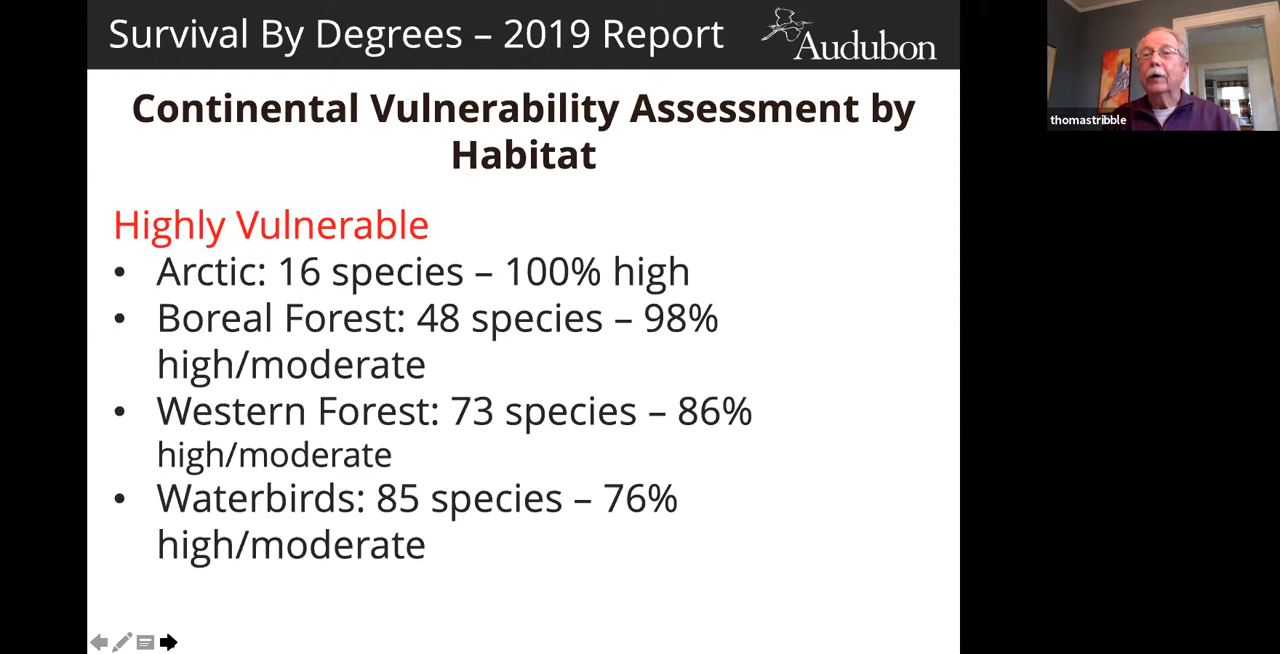 Survival By Degrees – 2019 Report
Audubon
thomastribble
Continental Vulnerability Assessment by
Habitat
Highly Vulnerable
• Arctic: 16 species – 100% high
• Boreal Forest: 48 species – 98%
high/moderate
• Western Forest: 73 species – 86%
high/moderate
• Waterbirds: 85 species – 76%
high/moderate